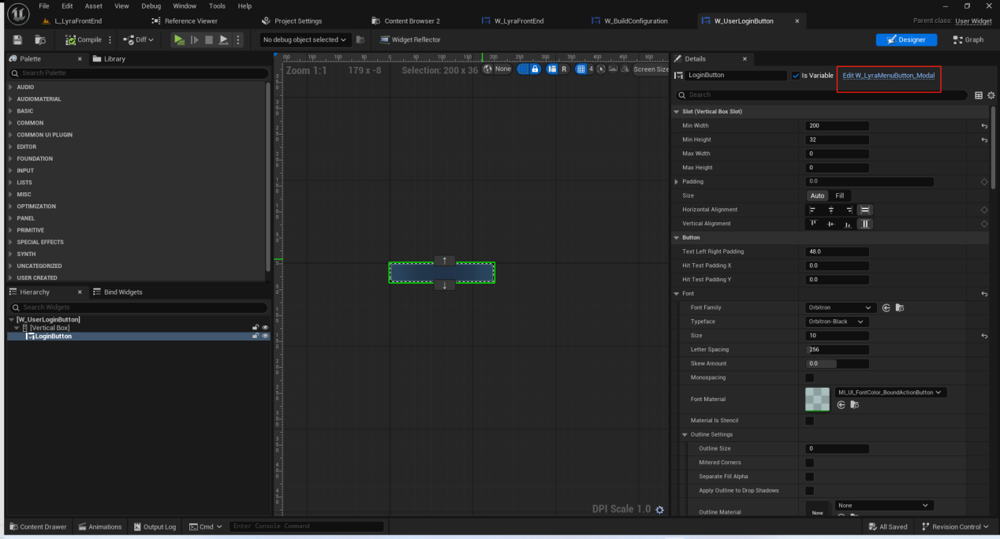 File Edit Asset View Debug Window Tools Help
L_LyraFrontEnd Reference Viewer Project Settings Content Browser 2 W_LyraFrontEnd W_BuildConfiguration W_UserLoginButton Parent class: User Widget
Compile Diff No debug object selected Widget Reflector Designer Graph
Palette Library
Search Palette
AUDIO
AUDIOMATERIAL
BASIC
COMMON
COMMON UI PLUGIN
EDITOR
FOUNDATION
INPUT
LISTS
MISC
OPTIMIZATION
PANEL
PRIMITIVE
SPECIAL EFFECTS
SYNTH
UNCATEGORIZED
USER CREATED
Hierarchy Bind Widgets
Search Widgets
[W_UserLoginButton]
[Vertical Box]
LoginButton
Zoom 1:1 179 x -8 Selection: 200 x 36 None R 4 Screen Size
DPI Scale 1.0
Details
LoginButton Is Variable Edit W_LyraMenuButton_Modal
Search
Slot (Vertical Box Slot)
Min Width 200
Min Height 32
Max Width 0
Max Height 0
Padding 0.0
Size Auto Fill
Horizontal Alignment
Vertical Alignment
Button
Text Left Right Padding 48.0
Hit Test Padding X 0.0
Hit Test Padding Y 0.0
Font
Font Family Orbitron
Typeface Orbitron-Black
Size 10
Letter Spacing 256
Skew Amount 0.0
Monospacing
Font Material MI_UI_FontColor_BoundActionButton
Material Is Stencil
Outline Settings
Outline Size 0
Mitered Corners
Separate Fill Alpha
Apply Outline to Drop Shadows
Outline Material None None
Content Drawer Animations Output Log Cmd Enter Console Command All Saved Revision Control